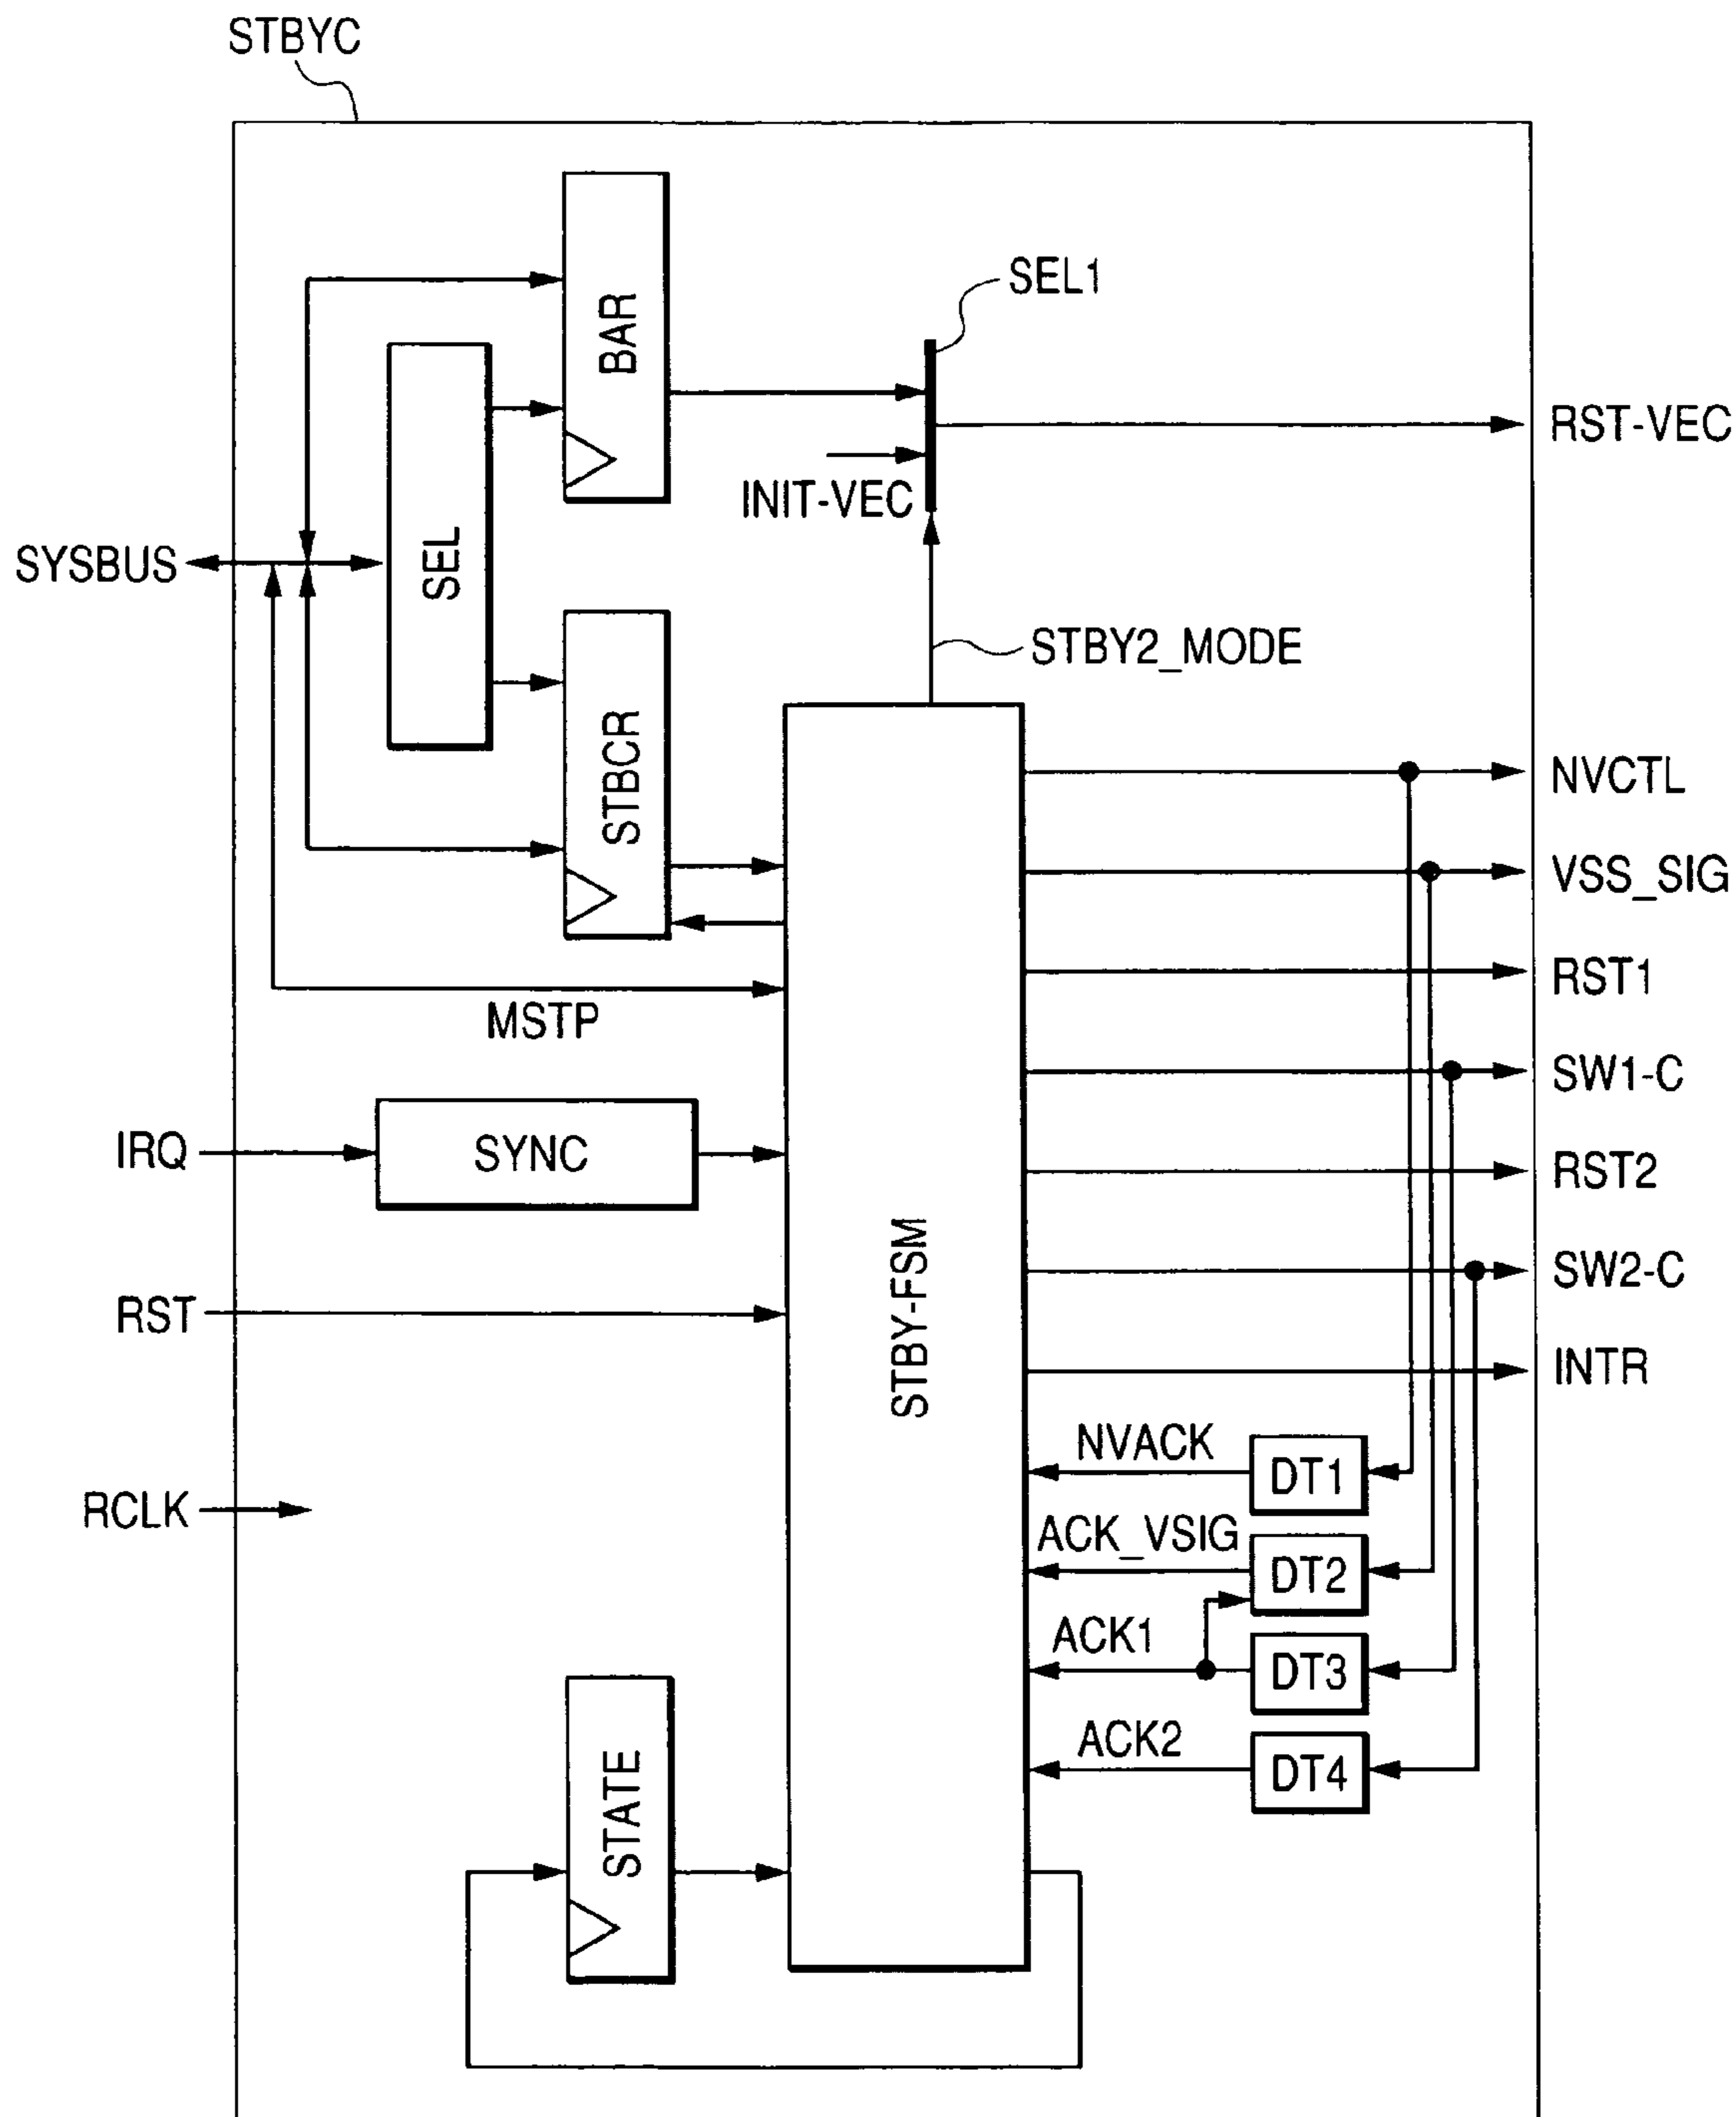 STBYC
BAR
SEL1
RST-VEC
INIT-VEC
SEL
SYSBUS
STBY2_MODE
STBCR
NVCTL
VSS_SIG
RST1
MSTP
SW1-C
IRQ
SYNC
RST2
STBY-FSM
SW2-C
RST
INTR
NVACK
DT1
RCLK
ACK_VSIG
DT2
ACK1
DT3
ACK2
DT4
STATE